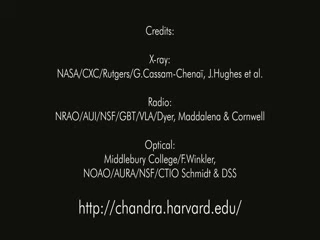 Credits:
X-ray:
NASA/CXC/Rutgers/G.Cassam-Chenaï, J.Hughes et al.
Radio:
NRAO/AUI/NSF/GBT/VLA/Dyer, Maddalena & Cornwell
Optical:
Middlebury College/F.Winkler,
NOAO/AURA/NSF/CTIO Schmidt & DSS
http://chandra.harvard.edu/